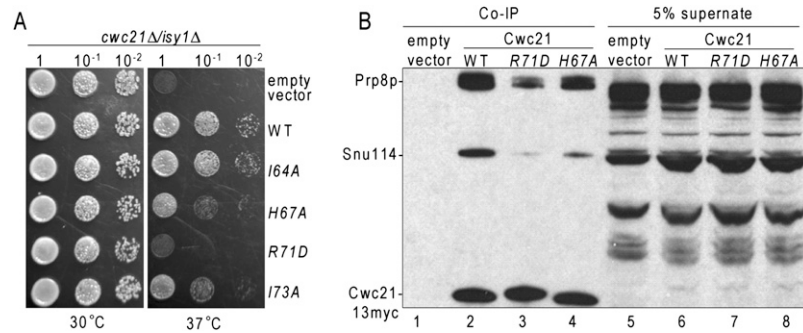 A
cwc21Δ/isy1Δ
1 10⁻¹ 10⁻² 1 10⁻¹ 10⁻²
empty vector
WT
I64A
H67A
R71D
I73A
30°C 37°C
B
Co-IP 5% supernate
empty vector Cwc21 empty vector Cwc21
WT R71D H67A WT R71D H67A
Prp8p-
Snu114-
Cwc21-
13myc
1 2 3 4 5 6 7 8